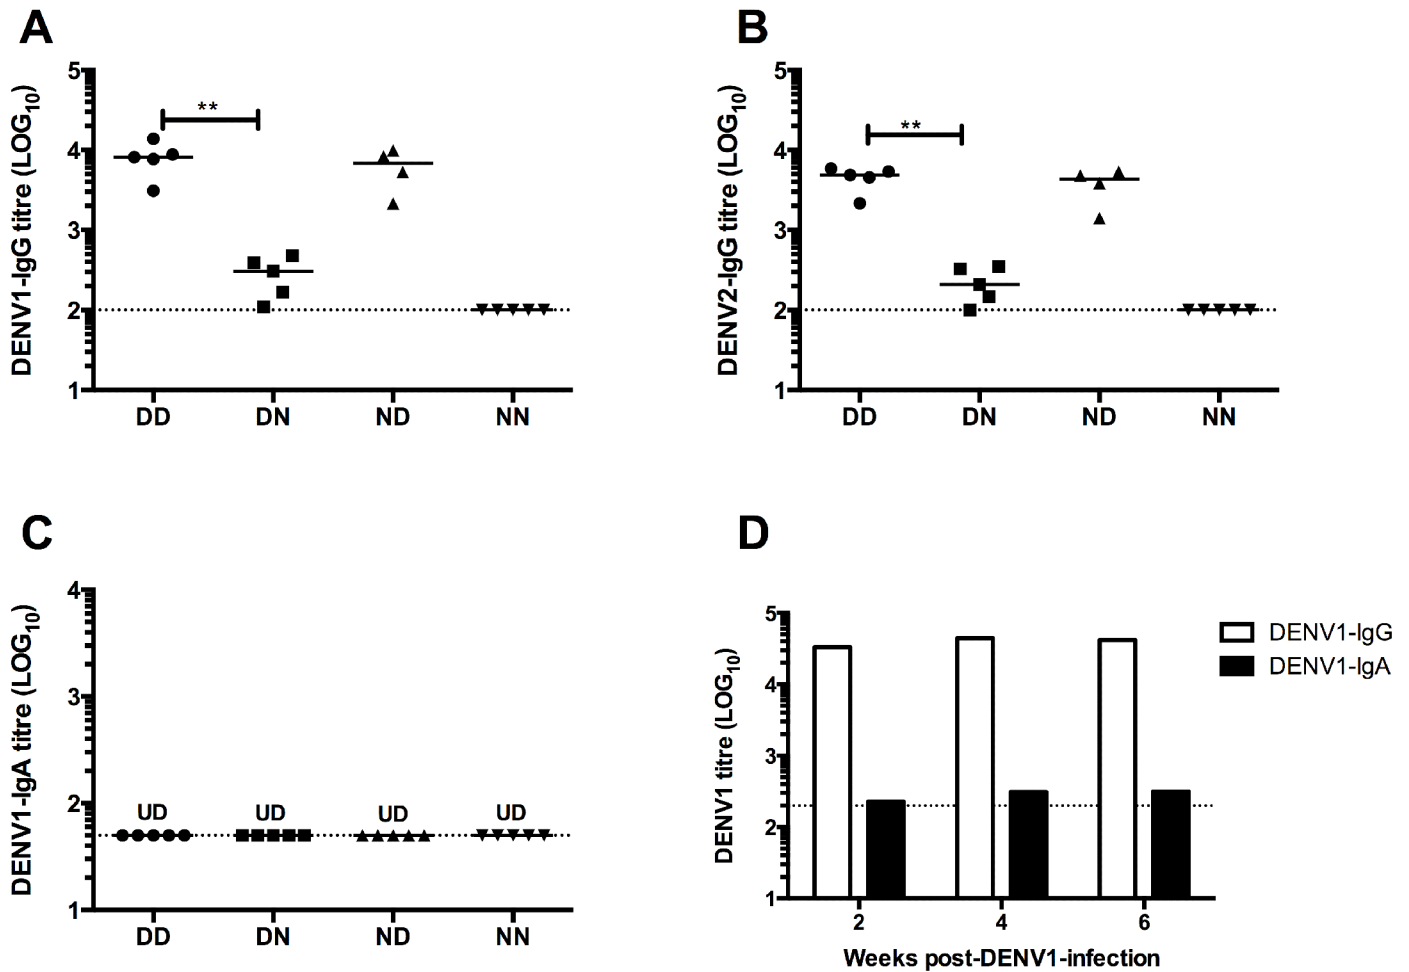 A
DENV1-IgG titre (LOG10)
5
4
3
2
1
**
DD DN ND NN
B
DENV2-IgG titre (LOG10)
5
4
3
2
1
**
DD DN ND NN
C
DENV1-IgA titre (LOG10)
4
3
2
1
UD UD UD UD
DD DN ND NN
D
DENV1 titre (LOG10)
5
4
3
2
1
2 4 6
Weeks post-DENV1-infection
DENV1-IgG
DENV1-IgA